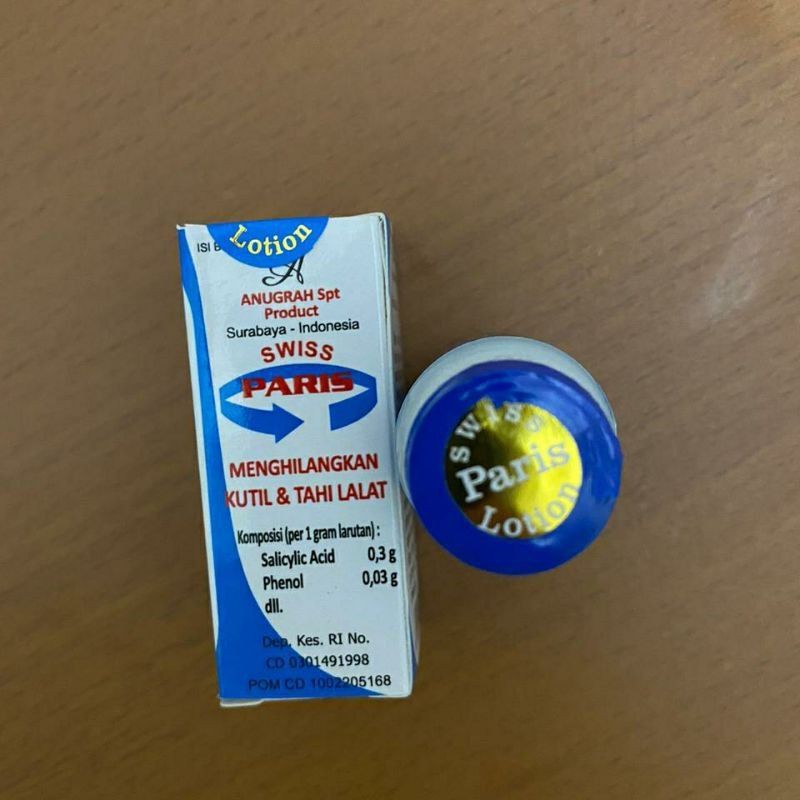 ISI
Lotion
A
ANUGRAH Spt
Product
Surabaya - Indonesia
SWISS
PARIS
MENGHILANGKAN
KUTIL & TAHI LALAT
Komposisi (per 1 gram larutan) :
Salicylic Acid 0,3 g
Phenol 0,03 g
dll.
Dep. Kes. RI No.
CD 0301491998
POM CD 1002205168
Swiss
Paris
Lotion